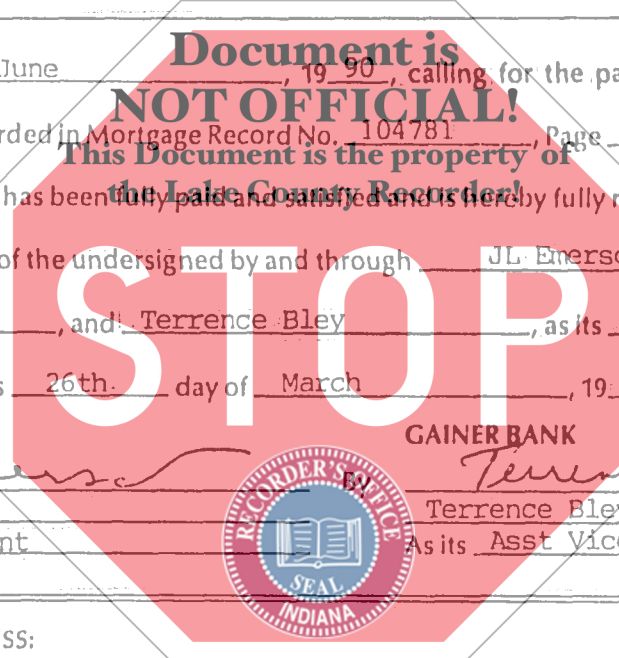 Document is
June , 19 90 , calling for the pa
NOT OFFICIAL!
rded in Mortgage Record No. 104781 , Page
This Document is the property of
the Lake County Recorder!
has been fully paid and satisfied and is hereby fully r
of the undersigned by and through JL Emerso
STOP
, and Terrence Bley , as its
s 26th day of March , 19
GAINER BANK
ersc Terren
BY
RECORDER'S OFFICE
Terrence Bley
nt As its Asst Vice
SEAL
INDIANA
SS: